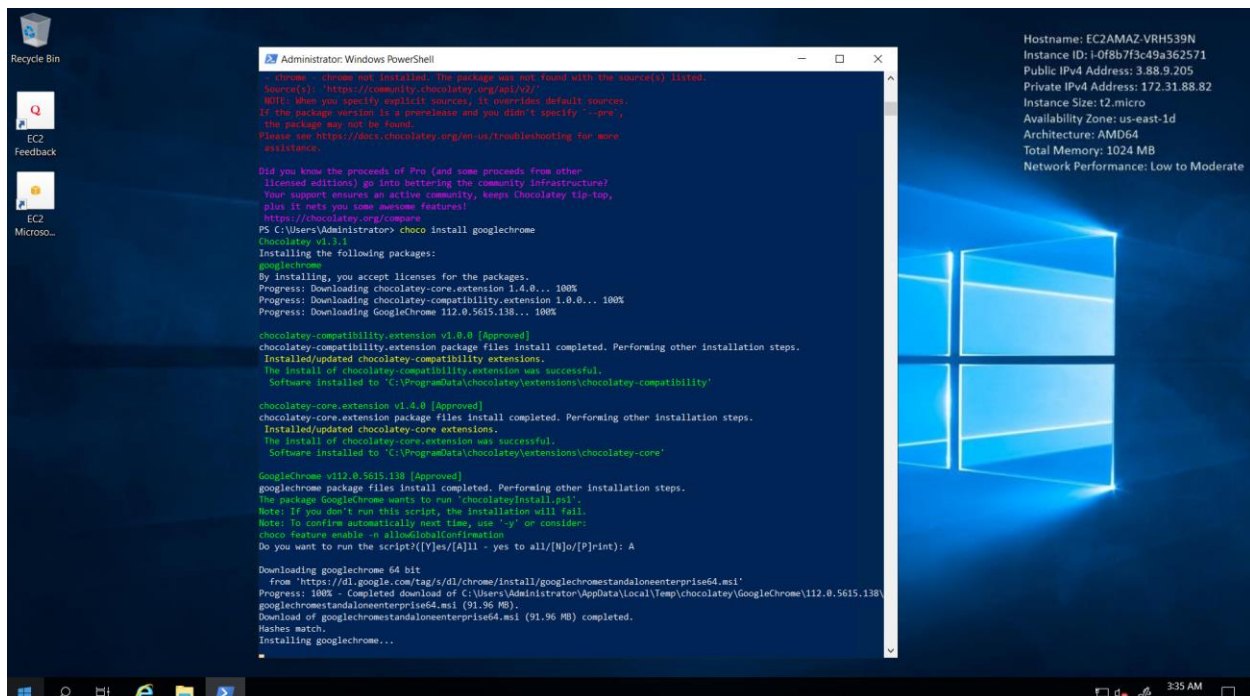 Recycle Bin
EC2
Feedback
EC2
Microso...
Administrator: Windows PowerShell
- chrome - chrome not installed. The package was not found with the source(s) listed.
Source(s): 'https://community.chocolatey.org/api/v2/'
NOTE: When you specify explicit sources, it overrides default sources.
If the package version is a prerelease and you didn't specify `--pre`,
the package may not be found.
Please see https://docs.chocolatey.org/en-us/troubleshooting for more
assistance.
Did you know the proceeds of Pro (and some proceeds from other
licensed editions) go into bettering the community infrastructure?
Your support ensures an active community, keeps Chocolatey tip-top,
plus it nets you some awesome features!
https://chocolatey.org/compare
PS C:\Users\Administrator> choco install googlechrome
Chocolatey v1.3.1
Installing the following packages:
googlechrome
By installing, you accept licenses for the packages.
Progress: Downloading chocolatey-core.extension 1.4.0... 100%
Progress: Downloading chocolatey-compatibility.extension 1.0.0... 100%
Progress: Downloading GoogleChrome 112.0.5615.138... 100%
chocolatey-compatibility.extension v1.0.0 [Approved]
chocolatey-compatibility.extension package files install completed. Performing other installation steps.
Installed/updated chocolatey-compatibility extensions.
The install of chocolatey-compatibility.extension was successful.
Software installed to 'C:\ProgramData\chocolatey\extensions\chocolatey-compatibility'
chocolatey-core.extension v1.4.0 [Approved]
chocolatey-core.extension package files install completed. Performing other installation steps.
Installed/updated chocolatey-core extensions.
The install of chocolatey-core.extension was successful.
Software installed to 'C:\ProgramData\chocolatey\extensions\chocolatey-core'
GoogleChrome v112.0.5615.138 [Approved]
googlechrome package files install completed. Performing other installation steps.
The package GoogleChrome wants to run 'chocolateyInstall.ps1'.
Note: If you don't run this script, the installation will fail.
Note: To confirm automatically next time, use '-y' or consider:
choco feature enable -n allowGlobalConfirmation
Do you want to run the script?([Y]es/[A]ll - yes to all/[N]o/[P]rint): A
Downloading googlechrome 64 bit
from 'https://dl.google.com/tag/s/dl/chrome/install/googlechromestandaloneenterprise64.msi'
Progress: 100% - Completed download of C:\Users\Administrator\AppData\Local\Temp\chocolatey\GoogleChrome\112.0.5615.138\
googlechromestandaloneenterprise64.msi (91.96 MB).
Download of googlechromestandaloneenterprise64.msi (91.96 MB) completed.
Hashes match.
Installing googlechrome...
Hostname: EC2AMAZ-VRH539N
Instance ID: i-0f8b7f3c49a362571
Public IPv4 Address: 3.88.9.205
Private IPv4 Address: 172.31.88.82
Instance Size: t2.micro
Availability Zone: us-east-1d
Architecture: AMD64
Total Memory: 1024 MB
Network Performance: Low to Moderate
3:35 AM